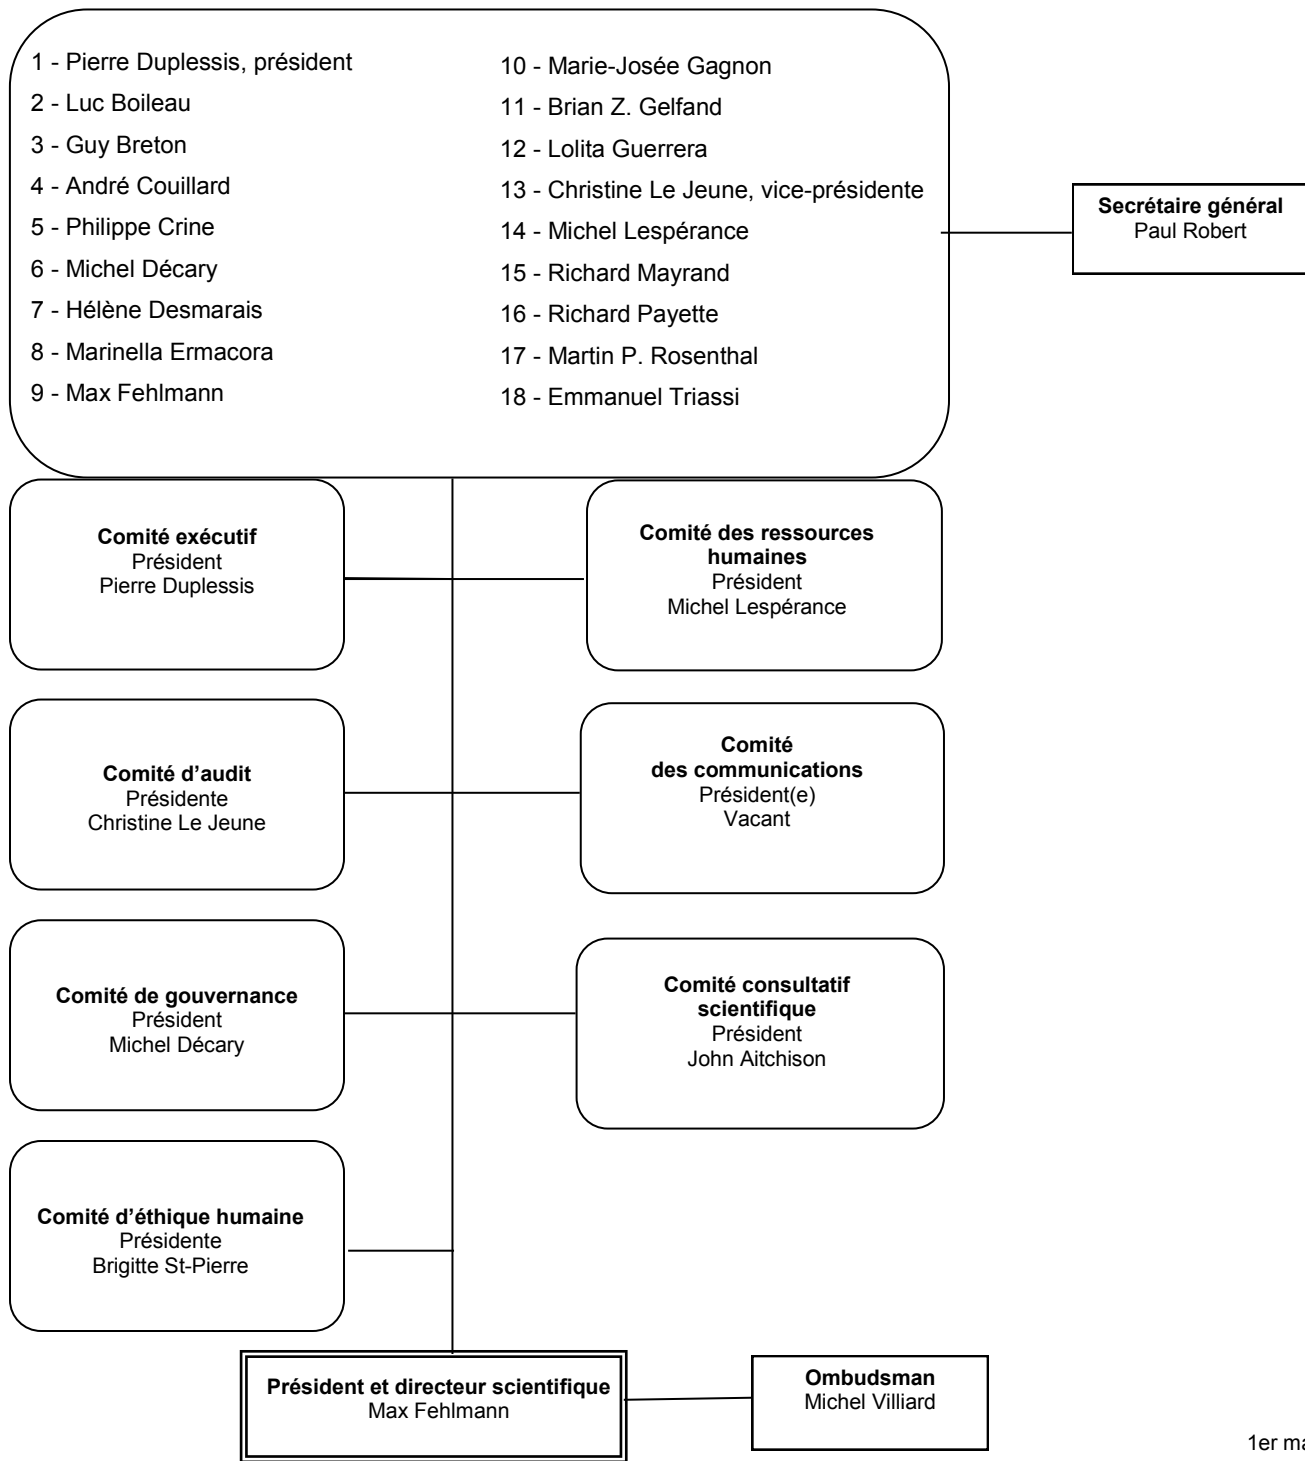 1 - Pierre Duplessis, président
2 - Luc Boileau
3 - Guy Breton
4 - André Couillard
5 - Philippe Crine
6 - Michel Décary
7 - Hélène Desmarais
8 - Marinella Ermacora
9 - Max Fehlmann
10 - Marie-Josée Gagnon
11 - Brian Z. Gelfand
12 - Lolita Guerrera
13 - Christine Le Jeune, vice-présidente
14 - Michel Lespérance
15 - Richard Mayrand
16 - Richard Payette
17 - Martin P. Rosenthal
18 - Emmanuel Triassi
Secrétaire général
Paul Robert
Comité exécutif
Président
Pierre Duplessis
Comité des ressources
humaines
Président
Michel Lespérance
Comité d’audit
Présidente
Christine Le Jeune
Comité
des communications
Président(e)
Vacant
Comité de gouvernance
Président
Michel Décary
Comité consultatif
scientifique
Président
John Aitchison
Comité d’éthique humaine
Présidente
Brigitte St-Pierre
Président et directeur scientifique
Max Fehlmann
Ombudsman
Michel Villiard
1er